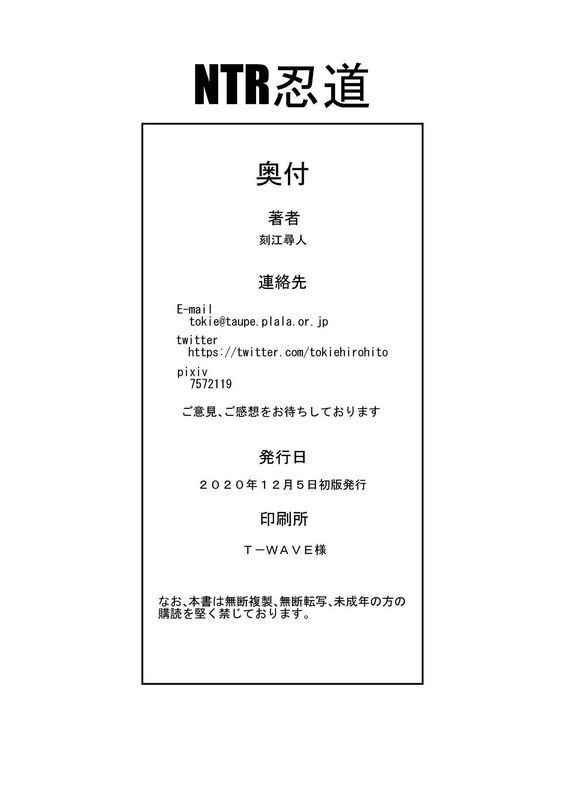 NTR忍道
奥付
著者
刻江尋人
連絡先
E-mail
tokie@taupe.plala.or.jp
twitter
https://twitter.com/tokiehirohito
pixiv
7572119
ご意見、ご感想をお待ちしております
発行日
２０２０年１２月５日初版発行
印刷所
Ｔ－ＷＡＶＥ様
なお、本書は無断複製、無断転写、未成年の方の
購読を堅く禁じております。